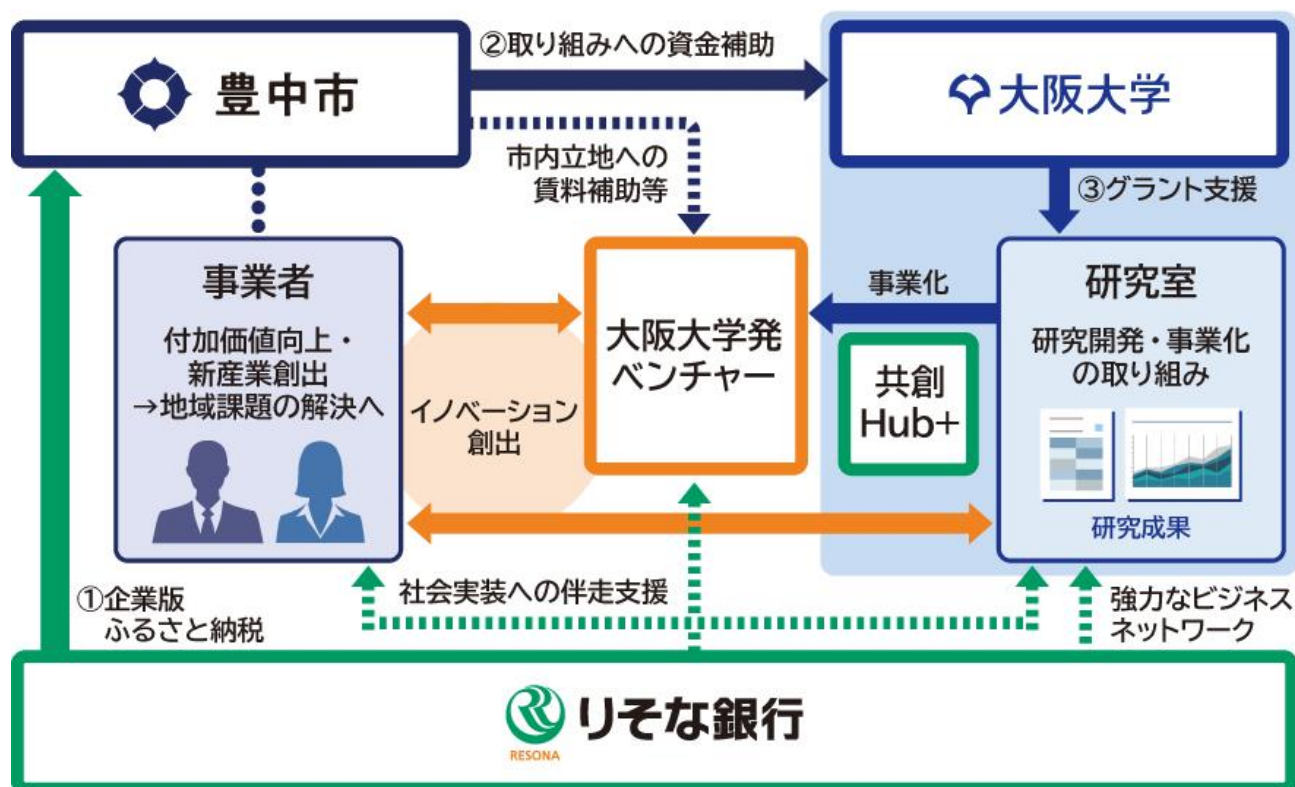 ②取り組みへの資金補助
豊中市
大阪大学
市内立地への
賃料補助等
③グラント支援
事業者
付加価値向上・
新産業創出
→地域課題の解決へ
イノベーション
創出
大阪大学発
ベンチャー
事業化
共創
Hub+
研究室
研究開発・事業化
の取り組み
研究成果
①企業版
ふるさと納税
社会実装への伴走支援
強力なビジネス
ネットワーク
りそな銀行
RESONA